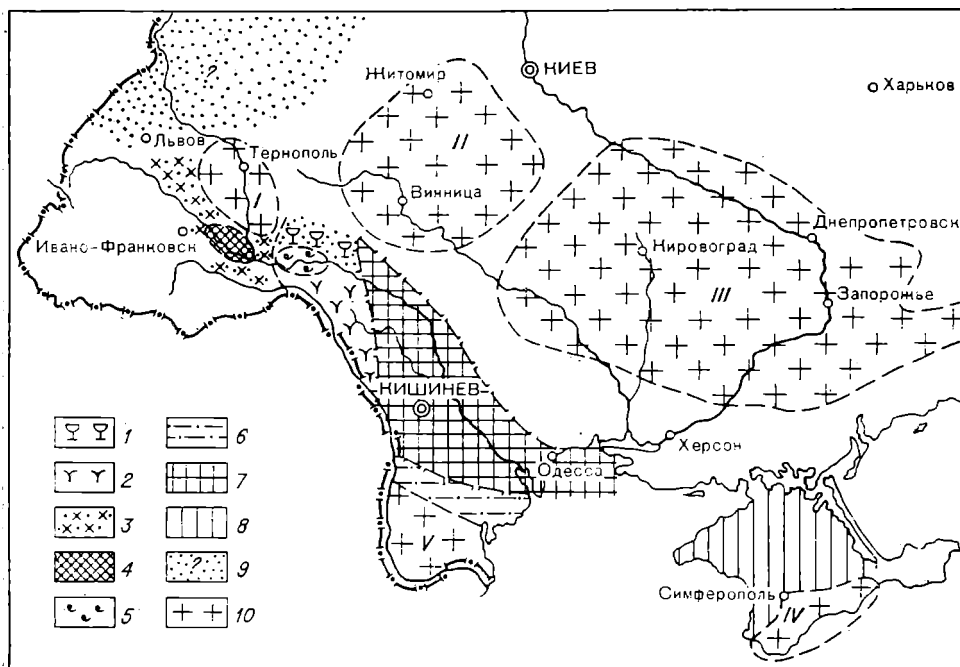 КИЕВ
Житомир
Харьков
?
Львов
Тернополь
II
Винница
I
Ивано-Франковск
Днепропетровск
Кировоград
III
Запорожье
КИШИНЕВ
Херсон
Одесса
V
Симферополь
IV
1
2
3
4
5
6
7
8
? 9
10